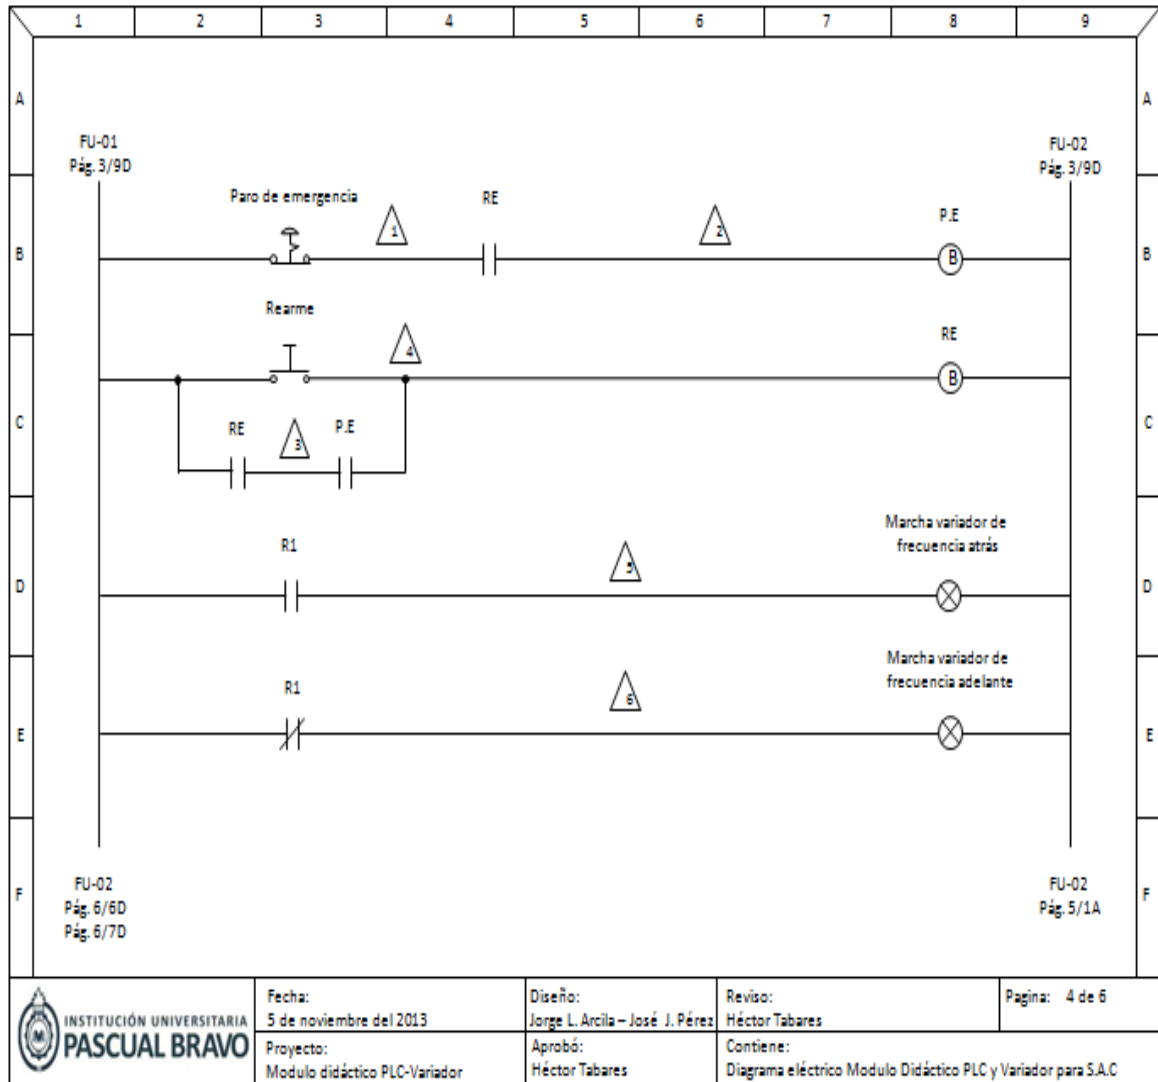 1 2 3 4 5 6 7 8 9
A A
FU-01
Pág. 3/9D
FU-02
Pág. 3/9D
Paro de emergencia
RE
P.E
B 1 2 B B
Rearme
RE
4
B
C C
RE 3 P.E
Marcha variador de
frecuencia atrás
R1
5
D D
Marcha variador de
frecuencia adelante
R1
6
E E
FU-02
Pág. 6/6D
Pág. 6/7D
FU-02
Pág. 5/1A
F F
INSTITUCIÓN UNIVERSITARIA
PASCUAL BRAVO
Fecha:
5 de noviembre del 2013
Diseño:
Jorge L. Arcila – José J. Pérez
Reviso:
Héctor Tabares
Pagina: 4 de 6
Proyecto:
Modulo didáctico PLC-Variador
Aprobó:
Héctor Tabares
Contiene:
Diagrama eléctrico Modulo Didáctico PLC y Variador para S.A.C